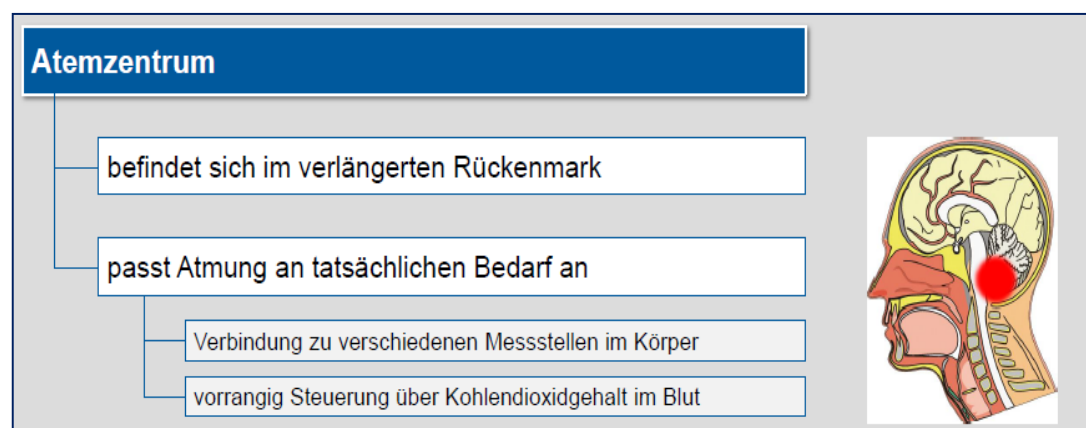 Atemzentrum
befindet sich im verlängerten Rückenmark
passt Atmung an tatsächlichen Bedarf an
Verbindung zu verschiedenen Messstellen im Körper
vorrangig Steuerung über Kohlendioxidgehalt im Blut